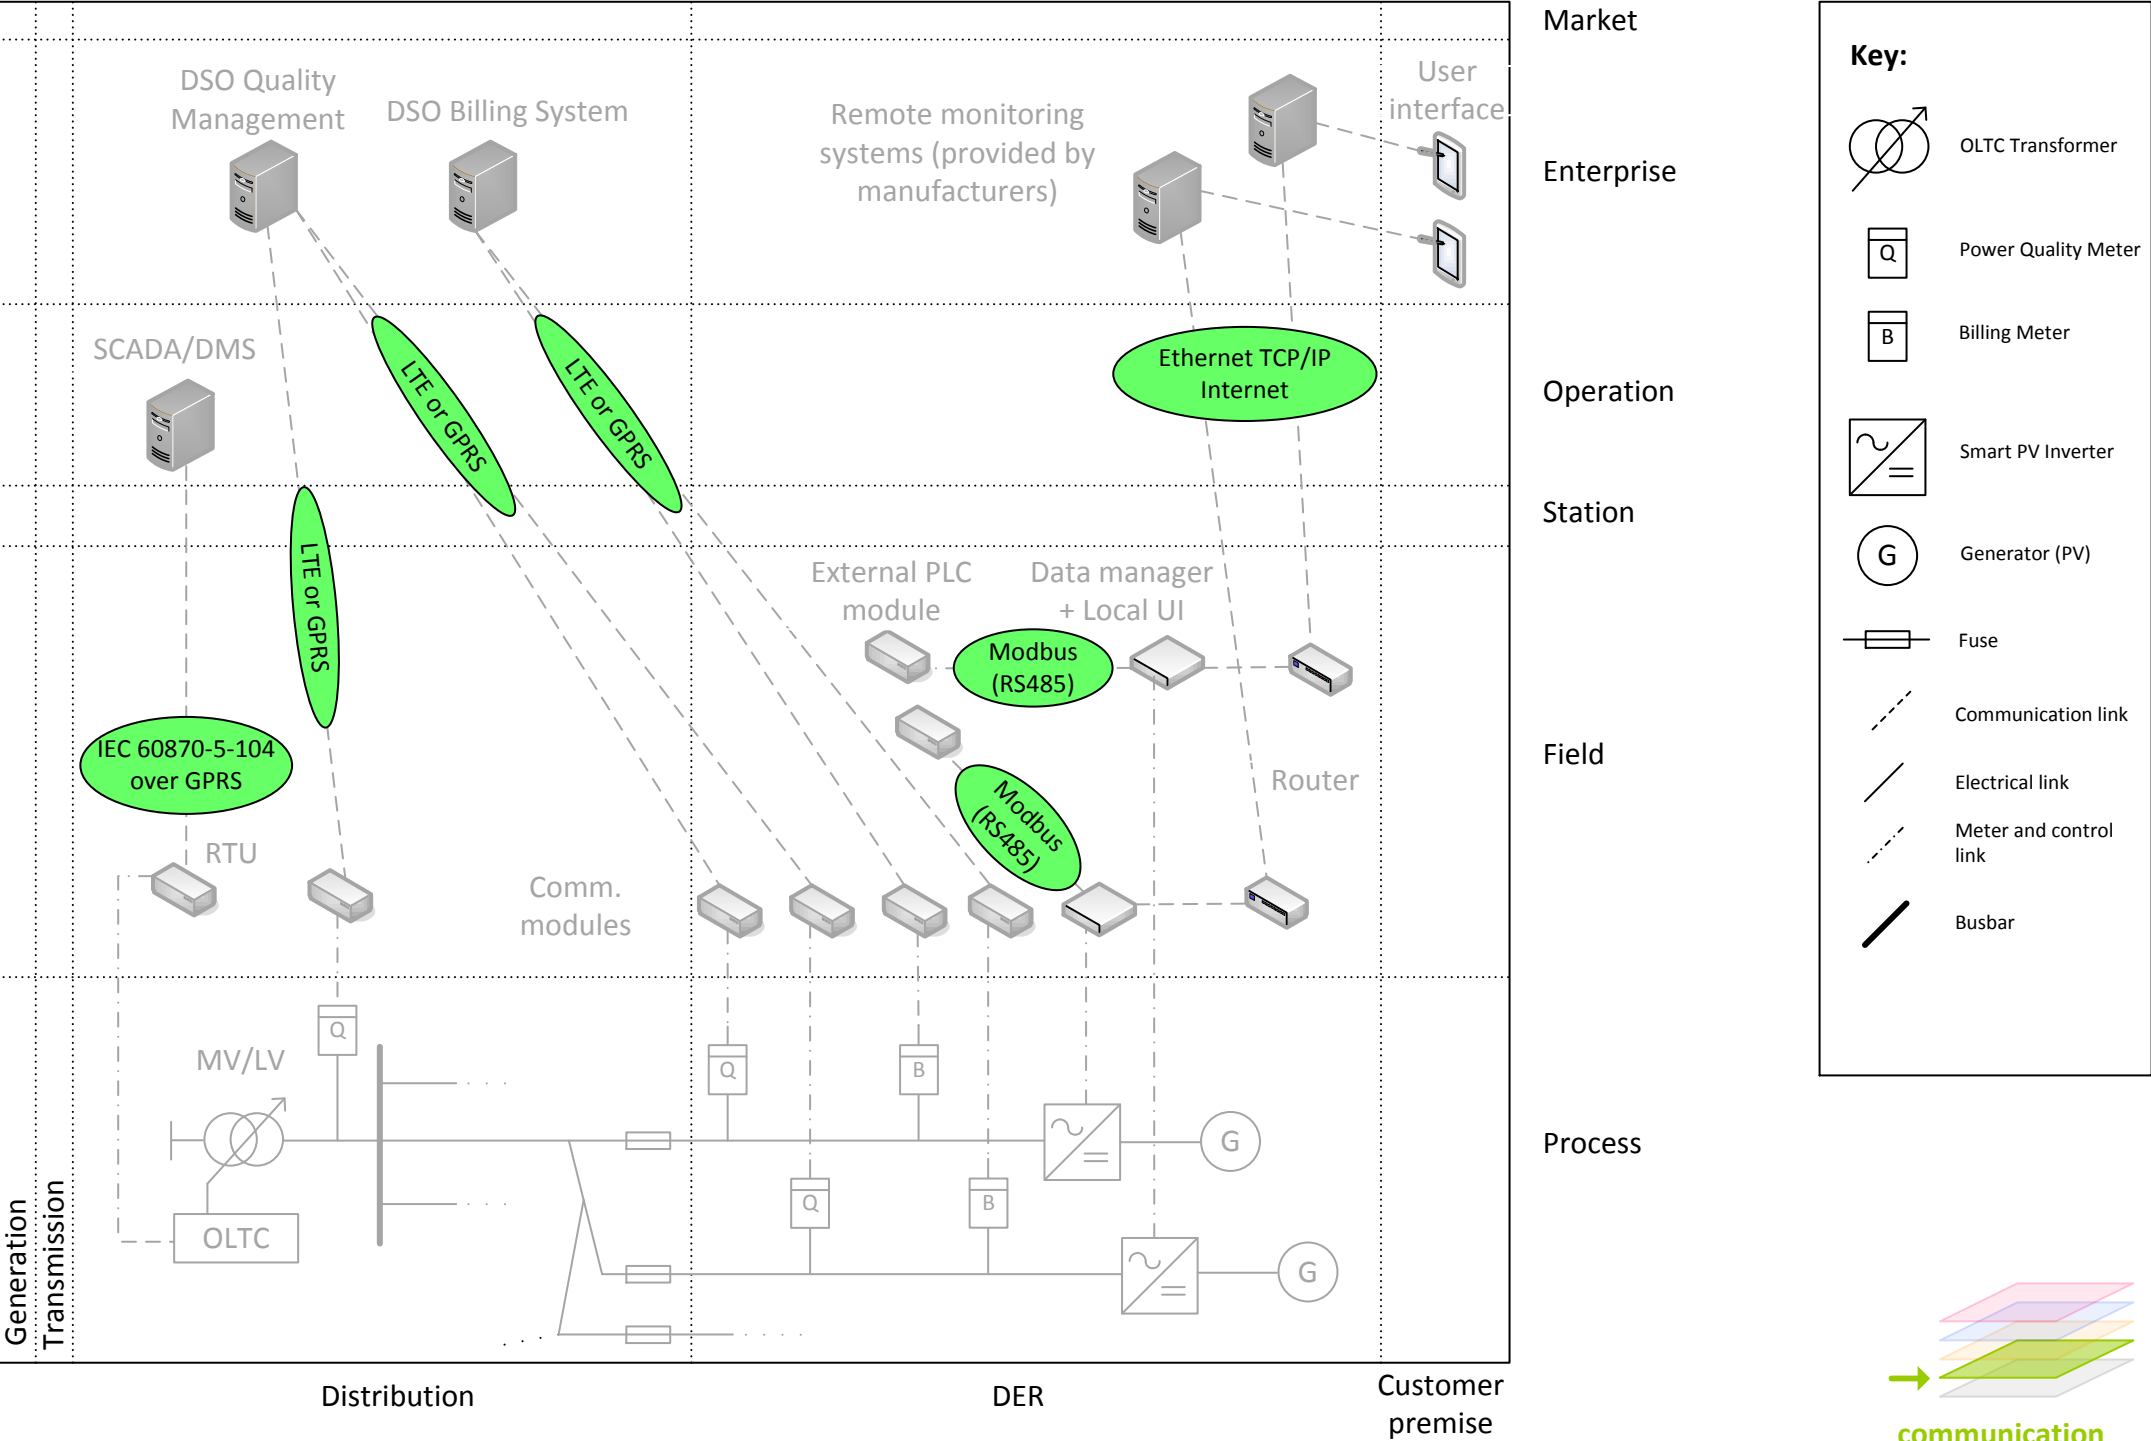 Market
DSO Quality
Management
DSO Billing System
Remote monitoring
systems (provided by
manufacturers)
User
interface
Enterprise
SCADA/DMS
LTE or GPRS
LTE or GPRS
Ethernet TCP/IP
Internet
Operation
Station
LTE or GPRS
External PLC
module
Data manager
+ Local UI
Modbus
(RS485)
IEC 60870-5-104
over GPRS
Modbus
(RS485)
Router
Field
RTU
Comm.
modules
Q
MV/LV
Q
B
G
Process
OLTC
Q
B
G
Generation
Transmission
Distribution
DER
Customer
premise
Key:
OLTC Transformer
Q
Power Quality Meter
B
Billing Meter
Smart PV Inverter
G
Generator (PV)
Fuse
Communication link
Electrical link
Meter and control
link
Busbar
communication